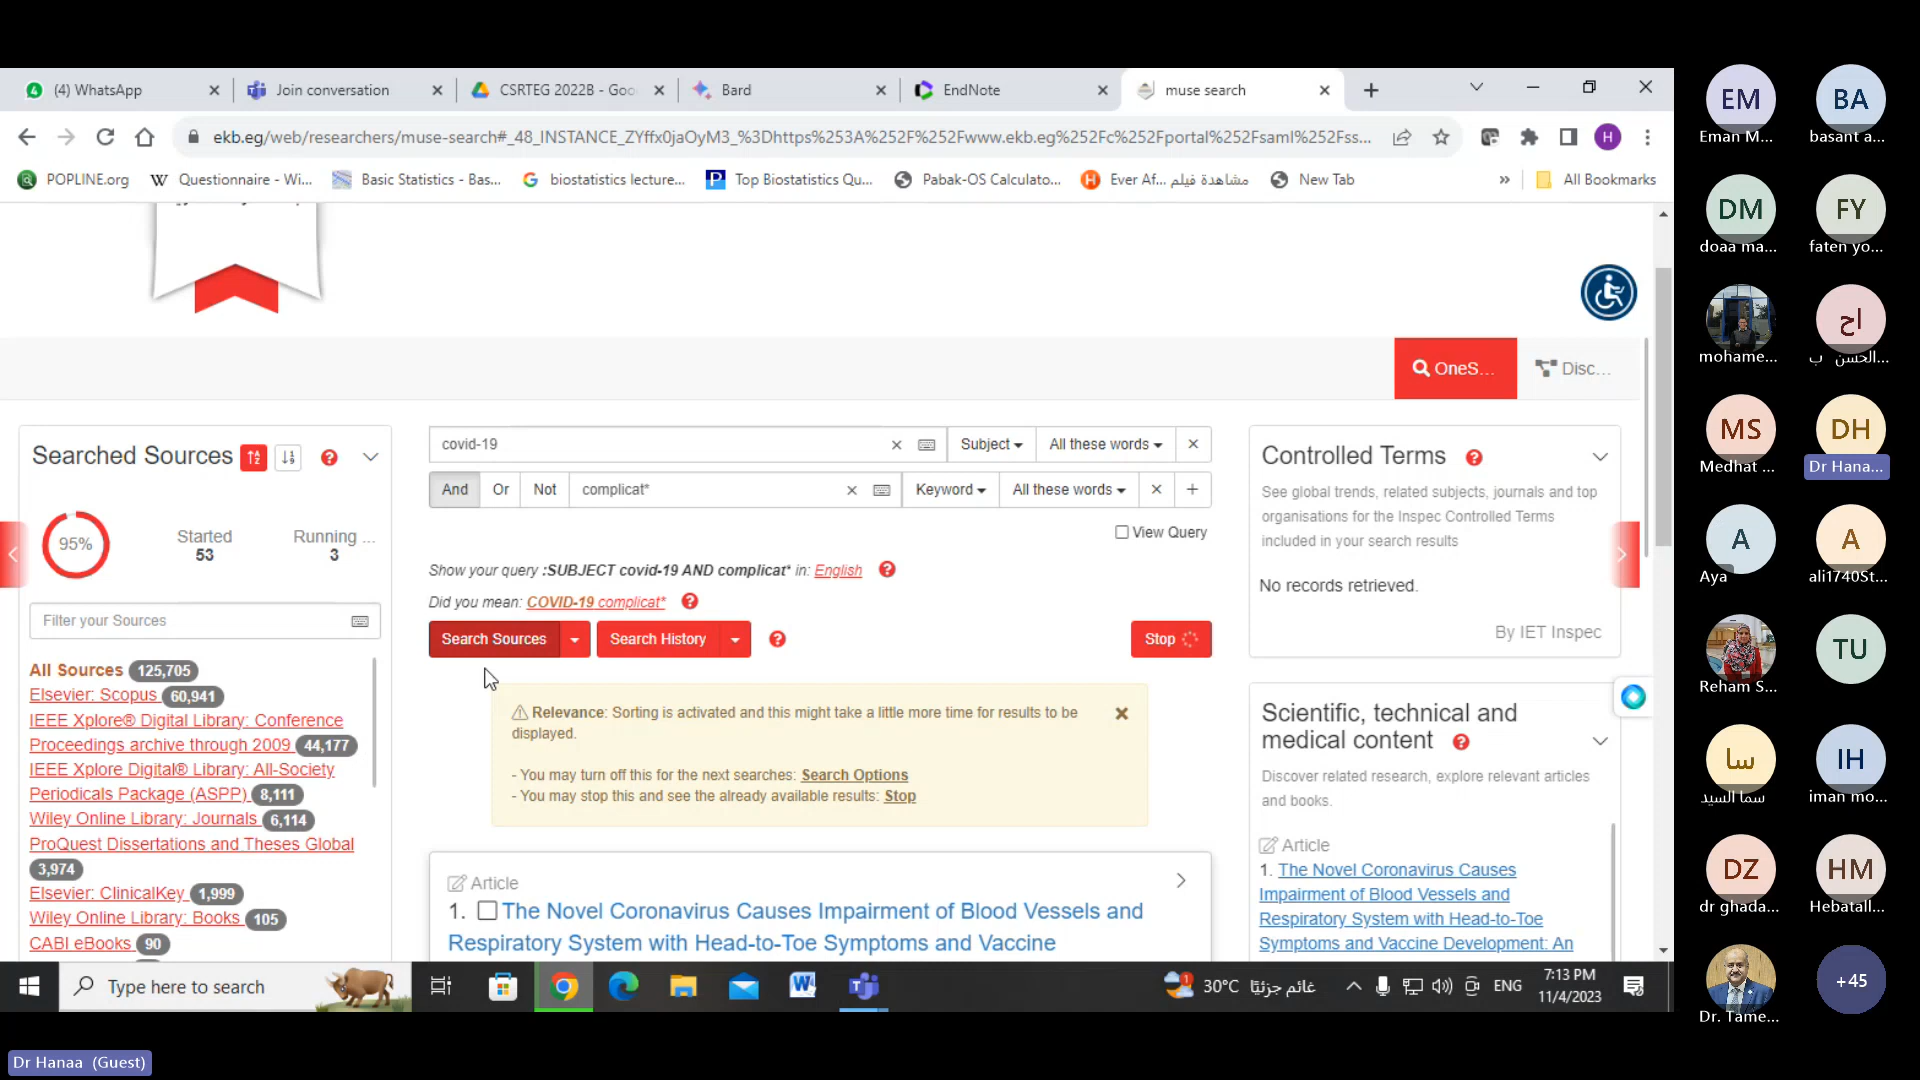 (4) WhatsApp
Join conversation
CSRTEG 2022B - Goo
Bard
EndNote
muse search
ekb.eg/web/researchers/muse-search#_48_INSTANCE_ZYffx0jaOyM3_%3Dhttps%253A%252F%252Fwww.ekb.eg%252Fc%252Fportal%252Fsaml%252Fss...
H
POPLINE.org
W Questionnaire - Wi...
Basic Statistics - Bas...
biostatistics lecture...
P Top Biostatistics Qu...
Pabak-OS Calculato...
H Ever Af... مشاهدة فيلم
New Tab
» All Bookmarks
OneS...
Disc...
Searched Sources
95%
Started
53
Running ...
3
Filter your Sources
All Sources 125,705
Elsevier: Scopus 60,941
IEEE Xplore® Digital Library: Conference
Proceedings archive through 2009 44,177
IEEE Xplore Digital® Library: All-Society
Periodicals Package (ASPP) 8,111
Wiley Online Library: Journals 6,114
ProQuest Dissertations and Theses Global
3,974
Elsevier: ClinicalKey 1,999
Wiley Online Library: Books 105
CABI eBooks 90
covid-19 × Subject All these words ×
And Or Not complicat* × Keyword All these words × +
View Query
Show your query :SUBJECT covid-19 AND complicat* in: English ?
Did you mean: COVID-19 complicat* ?
Search Sources Search History ? Stop
Relevance: Sorting is activated and this might take a little more time for results to be
displayed.
- You may turn off this for the next searches: Search Options
- You may stop this and see the already available results: Stop
Article
1. The Novel Coronavirus Causes Impairment of Blood Vessels and
Respiratory System with Head-to-Toe Symptoms and Vaccine
Controlled Terms ?
See global trends, related subjects, journals and top
organisations for the Inspec Controlled Terms
included in your search results
No records retrieved.
By IET Inspec
Scientific, technical and
medical content ?
Discover related research, explore relevant articles
and books.
Article
1. The Novel Coronavirus Causes
Impairment of Blood Vessels and
Respiratory System with Head-to-Toe
Symptoms and Vaccine Development: An
Type here to search
30°C غائم جزئيًا
ENG
7:13 PM
11/4/2023
EM
Eman M...
BA
basant a...
DM
doaa ma...
FY
faten yo...
mohame...
اح
الحسن ب...
MS
Medhat ...
DH
Dr Hana...
A
Aya
A
ali1740St...
Reham S...
TU
سا
سما السيد
IH
iman mo...
DZ
dr ghada...
HM
Hebatall...
Dr. Tame...
+45
Dr Hanaa (Guest)